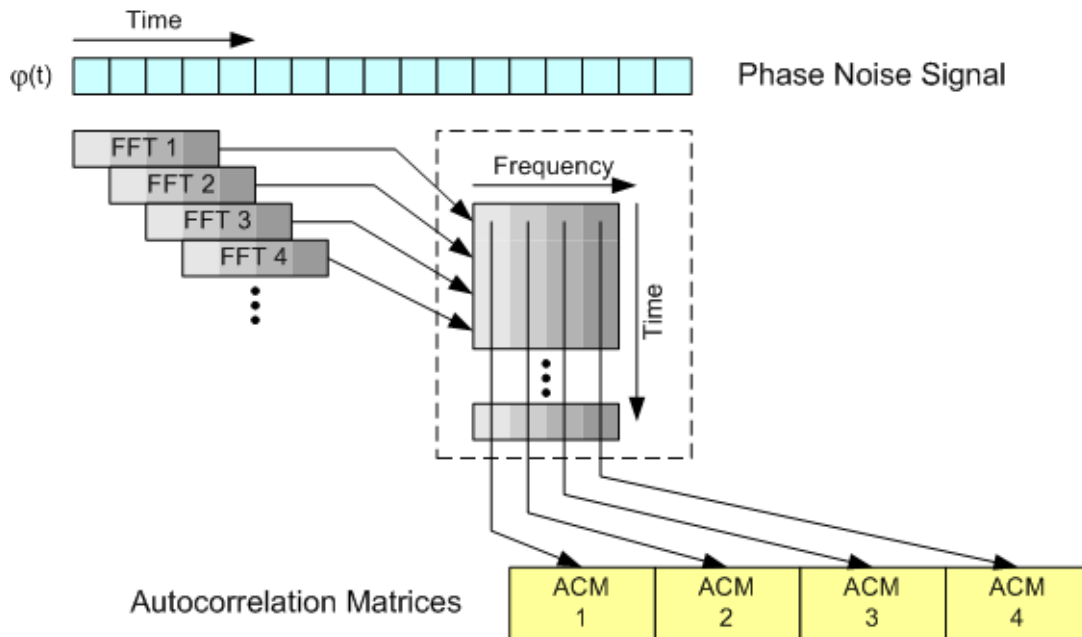 Time
φ(t)
Phase Noise Signal
FFT 1
FFT 2
FFT 3
FFT 4
Frequency
Time
Autocorrelation Matrices
ACM
1
ACM
2
ACM
3
ACM
4